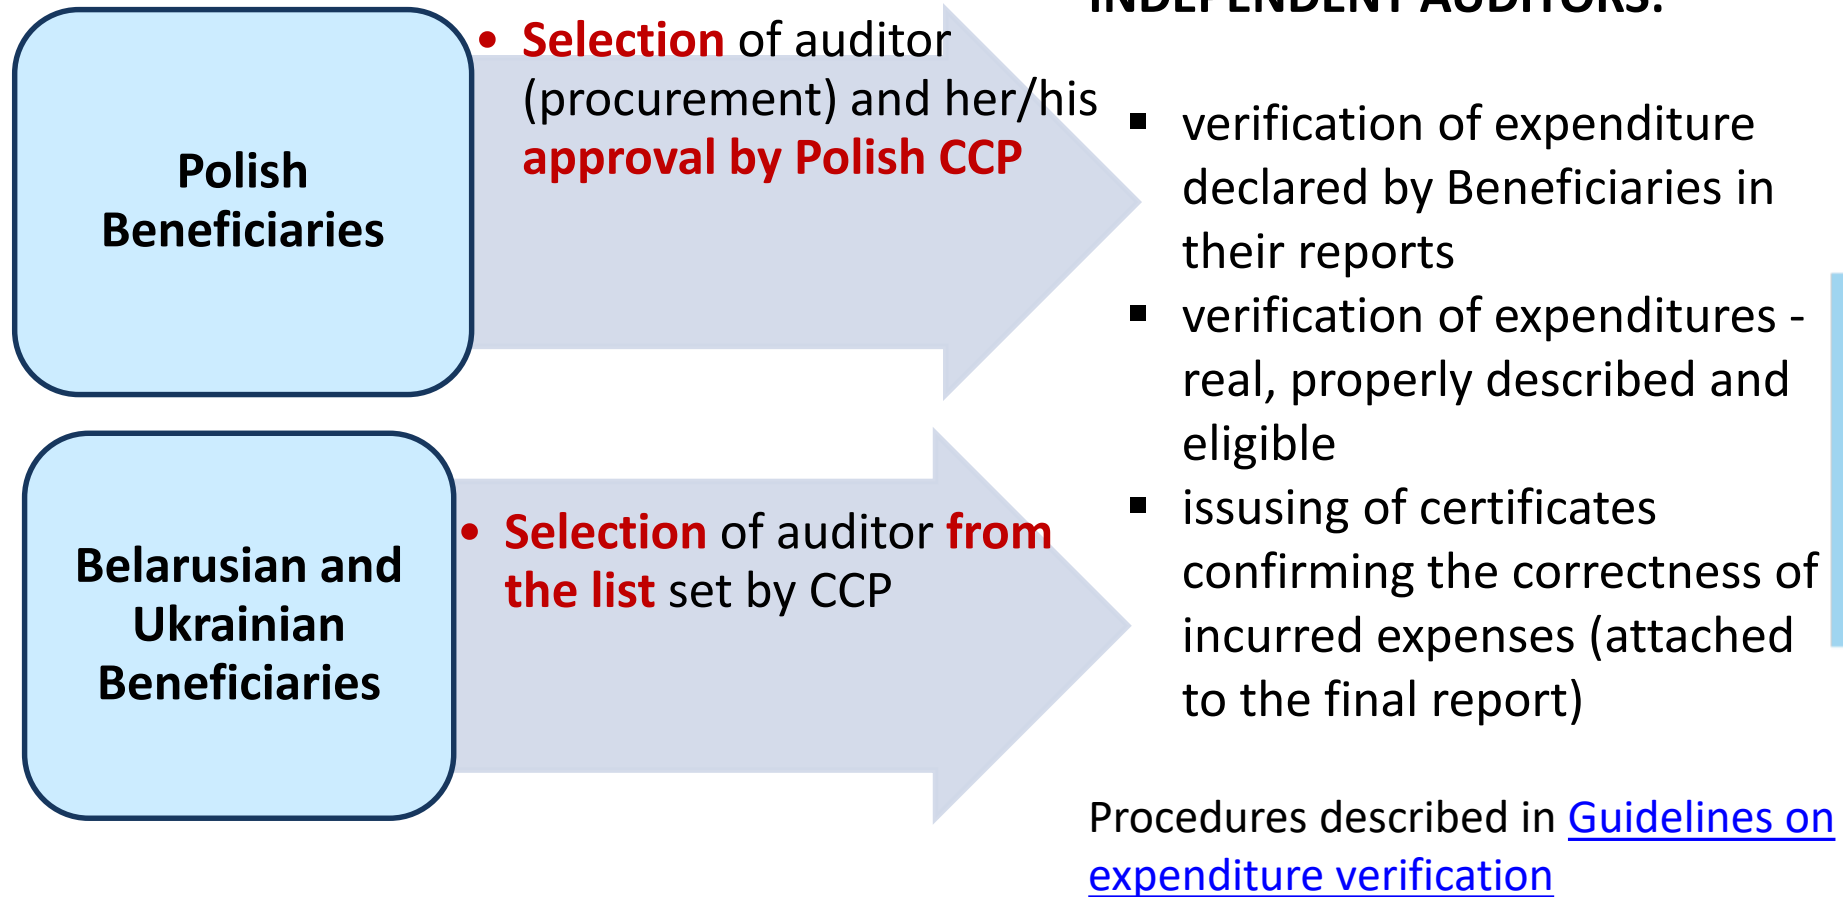 Polish
Beneficiaries
• Selection of auditor
(procurement) and her/his
approval by Polish CCP
Belarusian and
Ukrainian
Beneficiaries
• Selection of auditor from
the list set by CCP
INDEPENDENT AUDITORS:
▪ verification of expenditure
declared by Beneficiaries in
their reports
▪ verification of expenditures -
real, properly described and
eligible
▪ issusing of certificates
confirming the correctness of
incurred expenses (attached
to the final report)
Procedures described in Guidelines on
expenditure verification